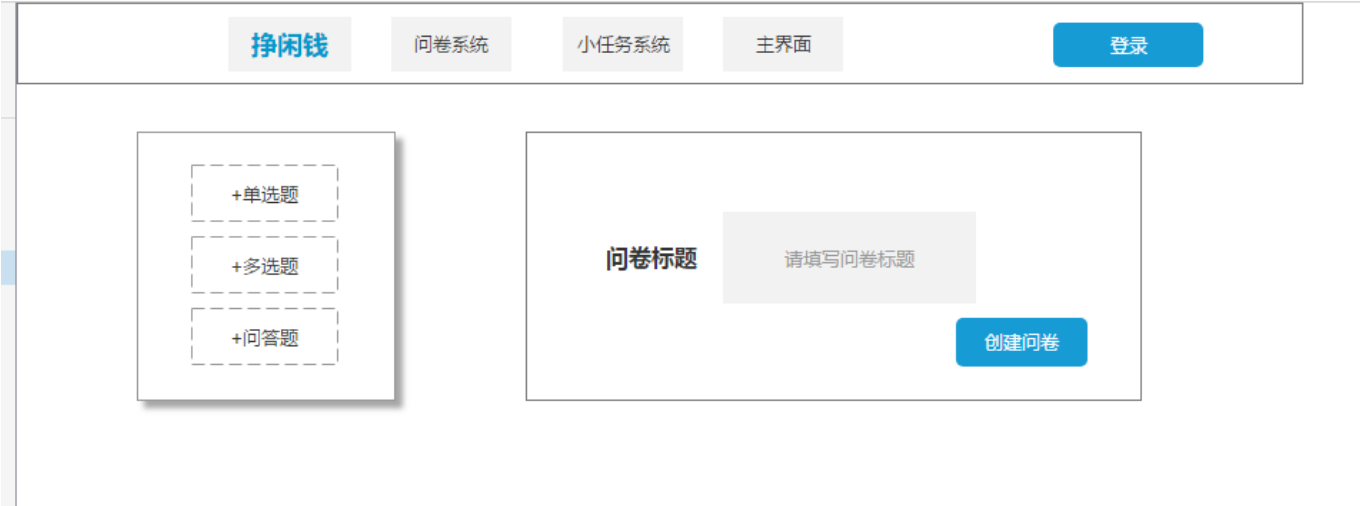 挣闲钱 问卷系统 小任务系统 主界面 登录
+单选题
+多选题
+问答题
问卷标题 请填写问卷标题
创建问卷